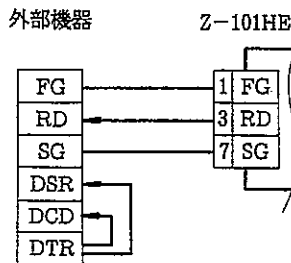 外部機器 Z-101HE
FG 1 FG
RD 3 RD
SG 7 SG
DSR
DCD
DTR